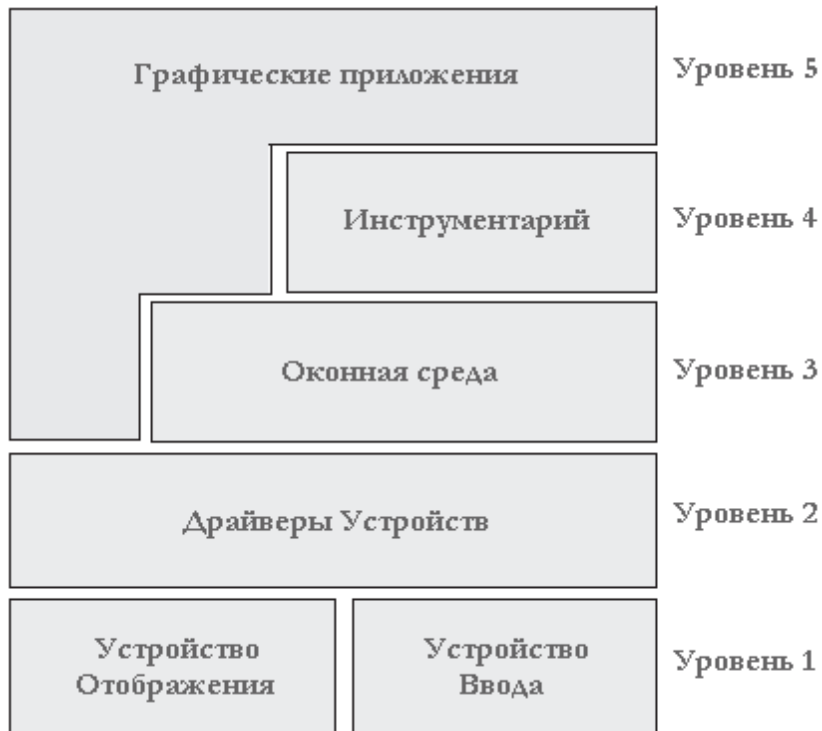 Графические приложения
Уровень 5
Инструментарий
Уровень 4
Оконная среда
Уровень 3
Драйверы Устройств
Уровень 2
Устройство
Отображения
Устройство
Ввода
Уровень 1